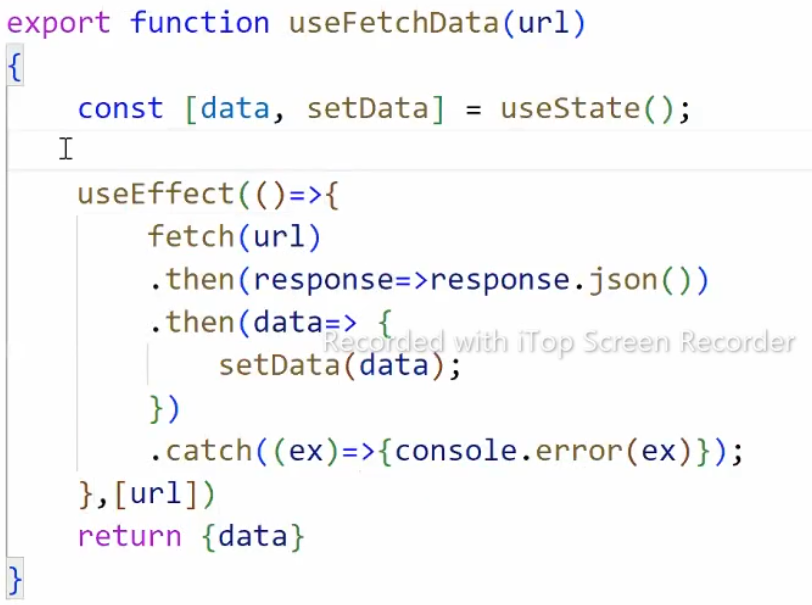 export function useFetchData(url)
{
    const [data, setData] = useState();
    useEffect(()=>{
        fetch(url)
        .then(response=>response.json())
        .then(data=> {
Recorded with iTop Screen Recorder
            setData(data);
        })
        .catch((ex)=>{console.error(ex)});
    },[url])
    return {data}
}